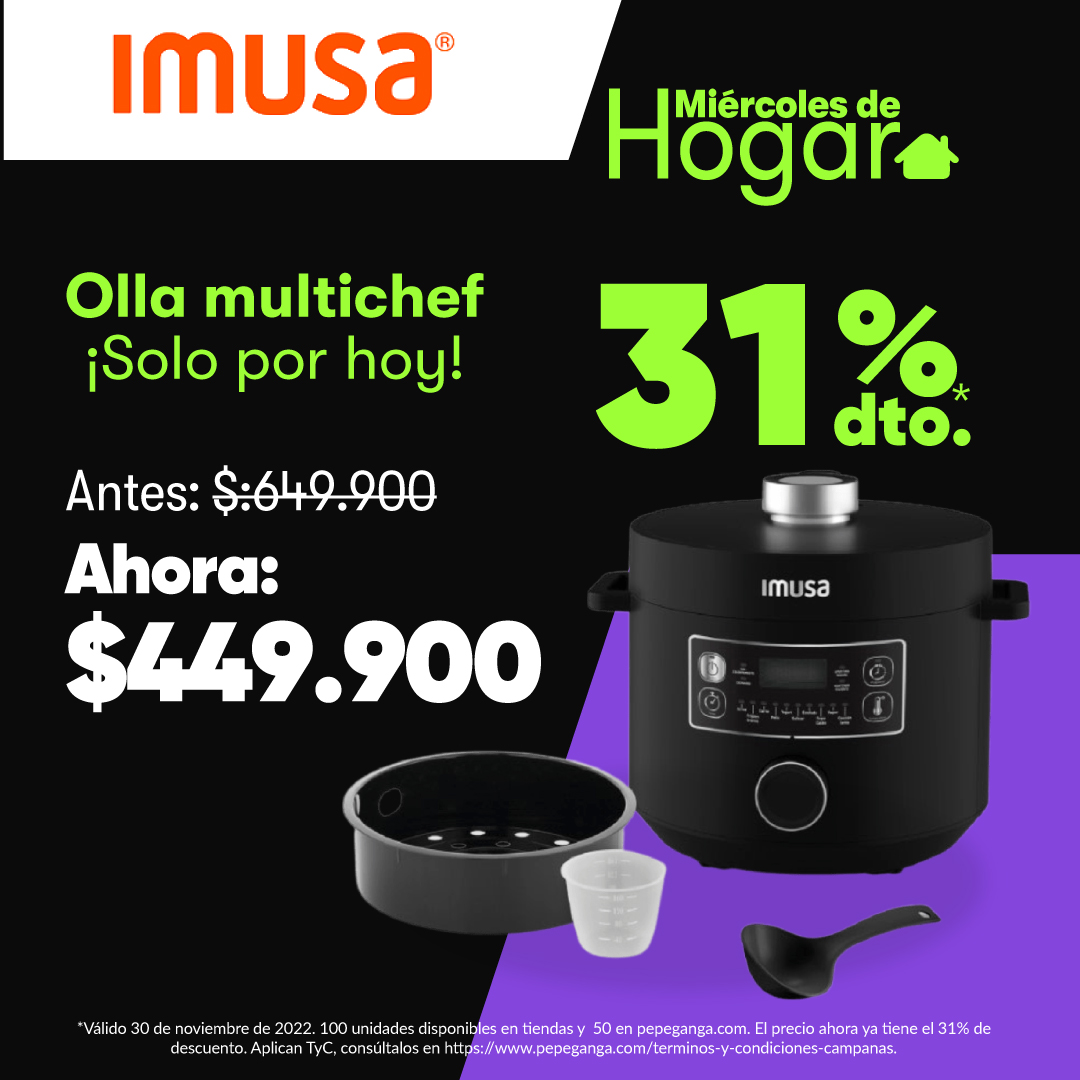 IMUSA®
Miércoles de
Hogar
Olla multichef
¡Solo por hoy!
31%
dto.*
Antes: $:649.900
Ahora:
$449.900
IMUSA
*Válido 30 de noviembre de 2022. 100 unidades disponibles en tiendas y 50 en pepeganga.com. El precio ahora ya tiene el 31% de
descuento. Aplican TyC, consúltalos en https://www.pepeganga.com/terminos-y-condiciones-campanas.